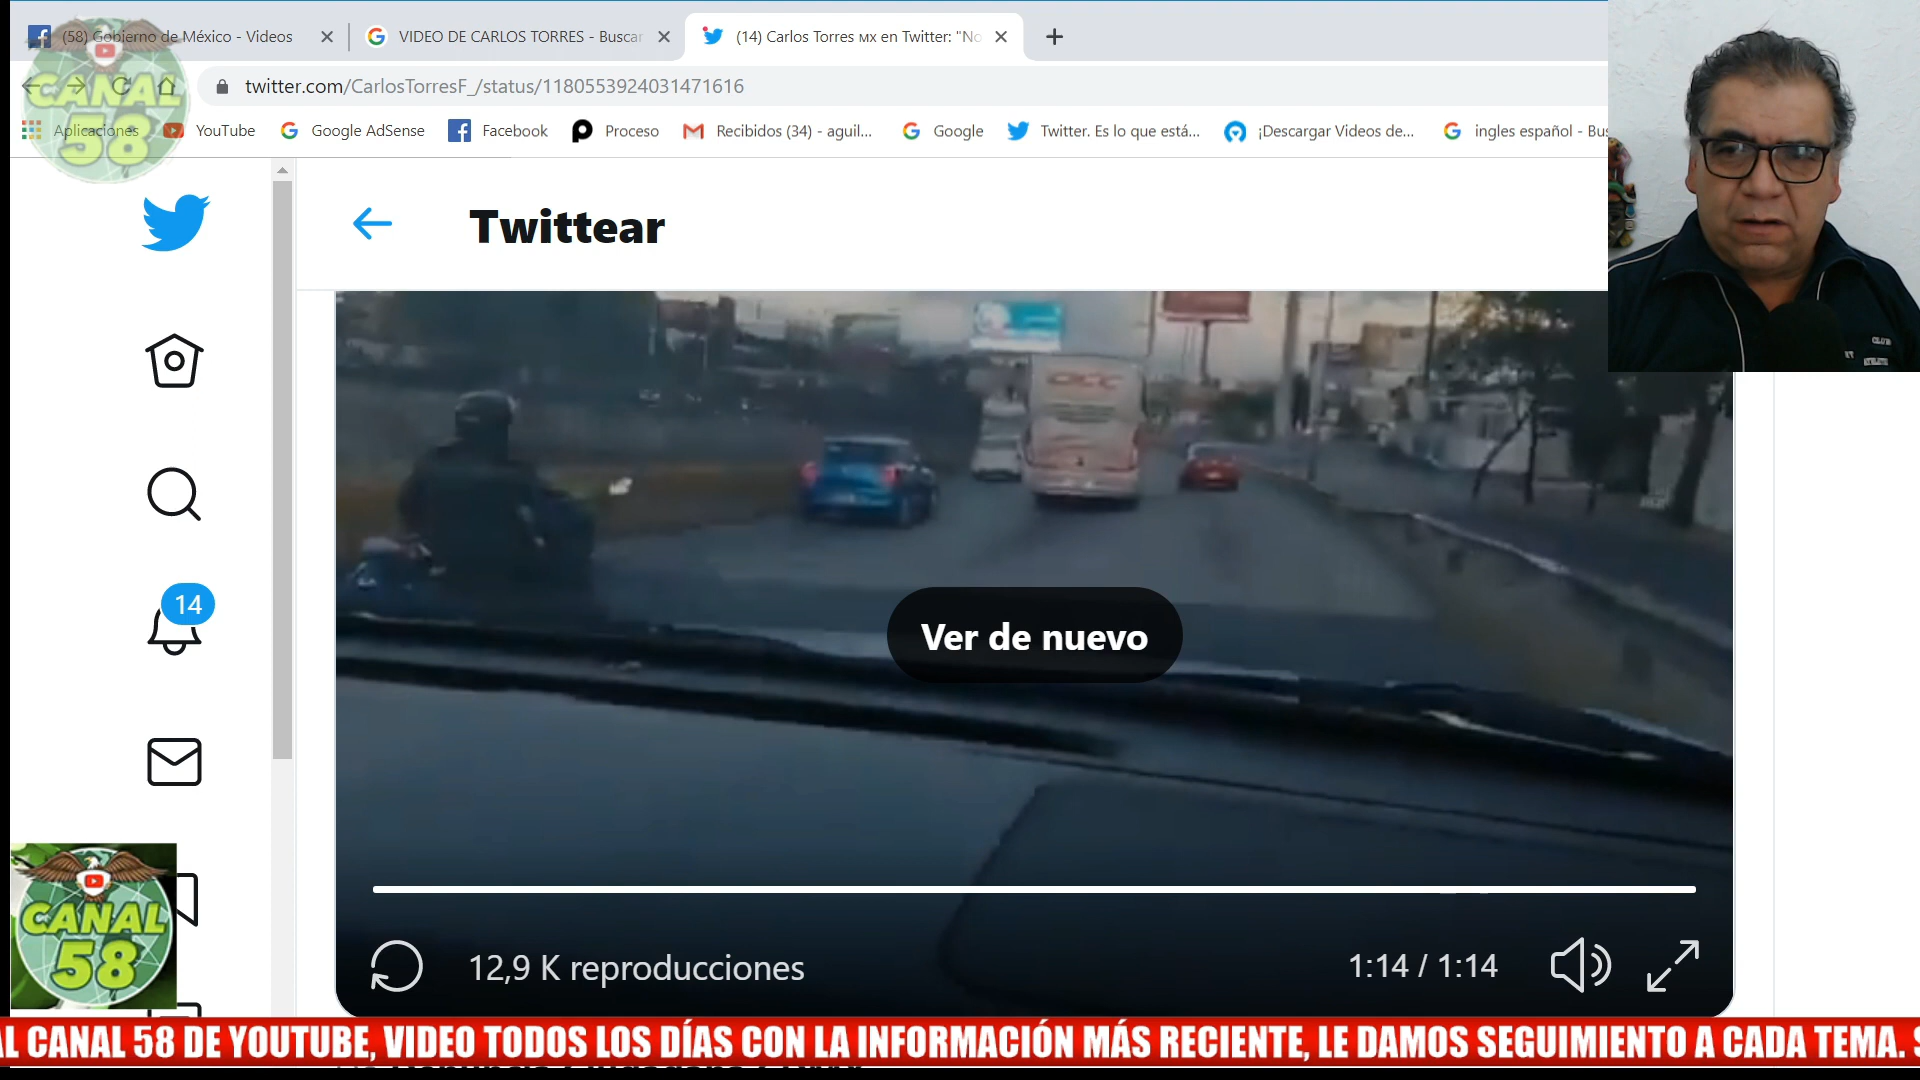 (58) Gobierno de México - Videos
VIDEO DE CARLOS TORRES - Buscar
(14) Carlos Torres мх en Twitter: "No
twitter.com/CarlosTorresF_/status/1180553924031471616
Aplicaciones
YouTube
Google AdSense
Facebook
Proceso
Recibidos (34) - aguil...
Google
Twitter. Es lo que está...
¡Descargar Videos de...
ingles español - Bus
CANAL
58
Twittear
CLUB
OCC
14
Ver de nuevo
12,9 K reproducciones
1:14 / 1:14
CANAL
58
AL CANAL 58 DE YOUTUBE, VIDEO TODOS LOS DÍAS CON LA INFORMACIÓN MÁS RECIENTE, LE DAMOS SEGUIMIENTO A CADA TEMA. S